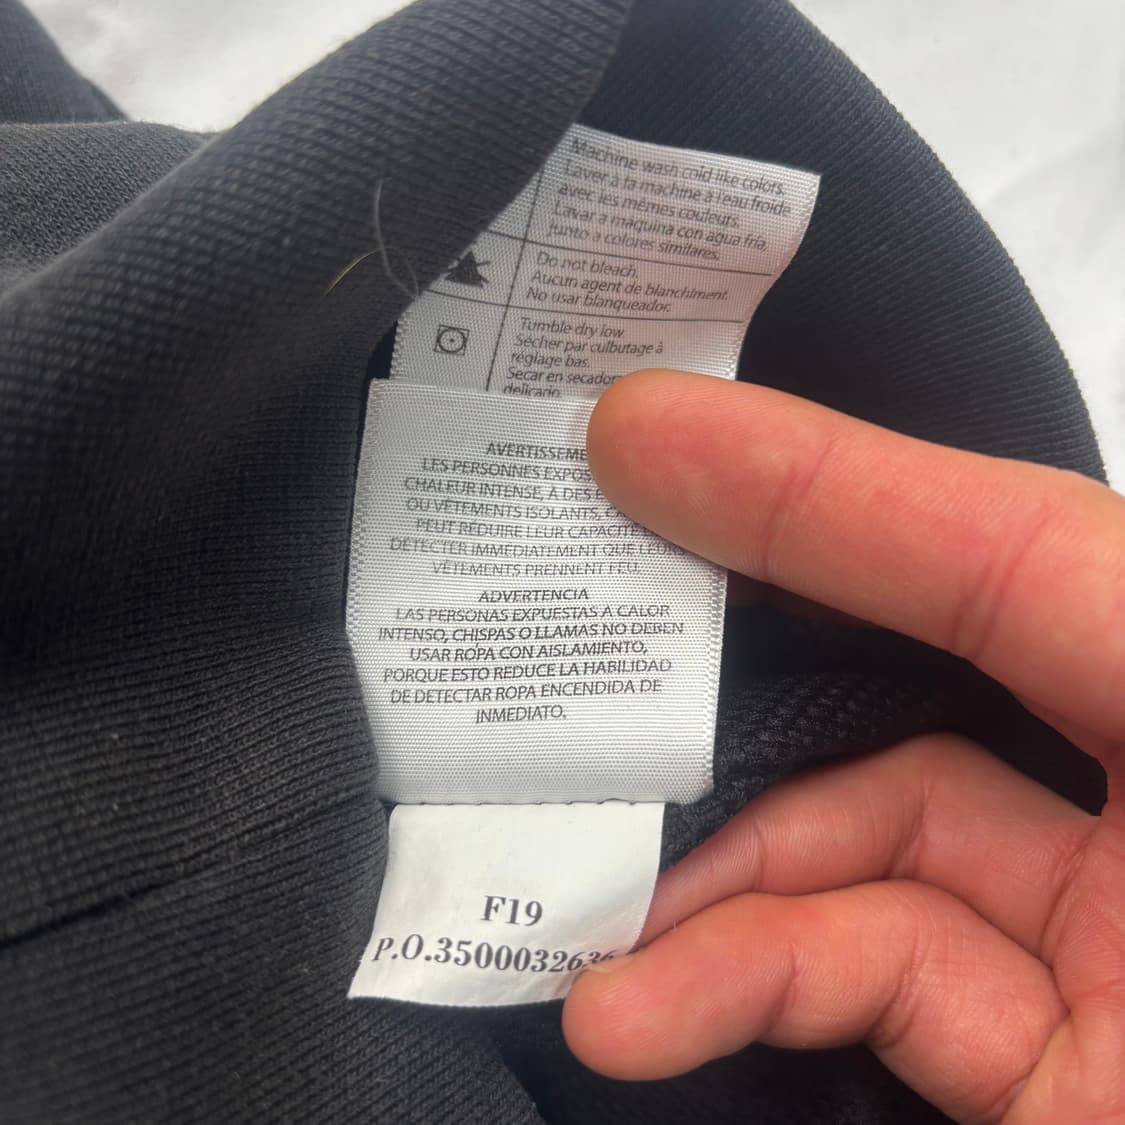 Machine wash cold like colors.
Laver à la machine à l'eau froide
avec les mêmes couleurs.
Lavar a máquina con agua fría,
junto a colores similares.
Do not bleach.
Aucun agent de blanchiment.
No usar blanqueador.
Tumble dry low
Sécher par culbutage à
réglage bas.
Secar en
delicado.
LES PERSONNES
CHALEUR INTENSE, À DES
OU VÊTEMENTS ISOLANTS,
PEUT RÉDUIRE LEUR CAPACITÉ
DÉTECTER IMMÉDIATEMENT QUE LEURS
VÊTEMENTS PRENNENT FEU.
ADVERTENCIA
LAS PERSONAS EXPUESTAS A CALOR
INTENSO, CHISPAS O LLAMAS NO DEBEN
USAR ROPA CON AISLAMIENTO,
PORQUE ESTO REDUCE LA HABILIDAD
DE DETECTAR ROPA ENCENDIDA DE
INMEDIATO.
F19
P.O.3500032636